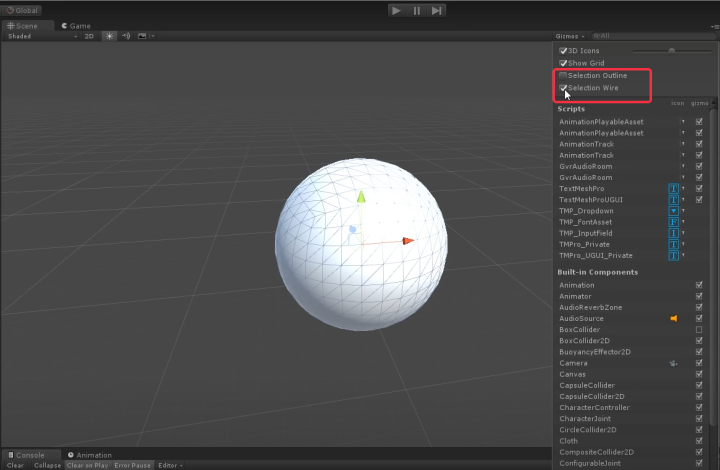 Global
Scene Game
Shaded 2D Gizmos All
3D Icons
Show Grid
Selection Outline
Selection Wire
icon gizmo
Scripts
AnimationPlayableAsset
AnimationPlayableAsset
AnimationTrack
AnimationTrack
GvrAudioRoom
GvrAudioRoom
TextMeshPro
TextMeshProUGUI
TMP_Dropdown
TMP_FontAsset
TMP_InputField
TMPro_Private
TMPro_UGUI_Private
Built-in Components
Animation
Animator
AudioReverbZone
AudioSource
BoxCollider
BoxCollider2D
BuoyancyEffector2D
Camera
Canvas
CapsuleCollider
CapsuleCollider2D
CharacterController
CharacterJoint
CircleCollider2D
Cloth
CompositeCollider2D
ConfigurableJoint
Console Animation
Clear Collapse Clear on Play Error Pause Editor